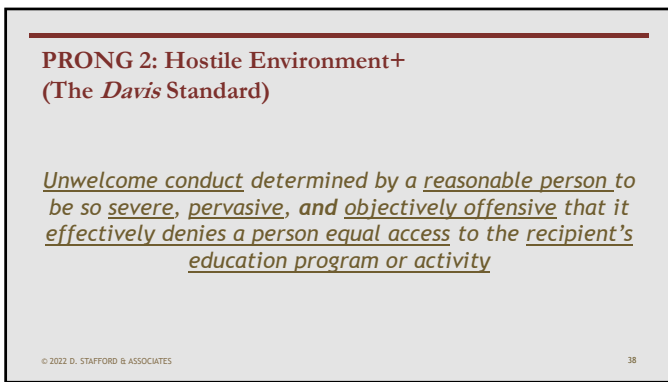 PRONG 2: Hostile Environment+
(The Davis Standard)
Unwelcome conduct determined by a reasonable person to
be so severe, pervasive, and objectively offensive that it
effectively denies a person equal access to the recipient's
education program or activity
© 2022 D. STAFFORD & ASSOCIATES
38